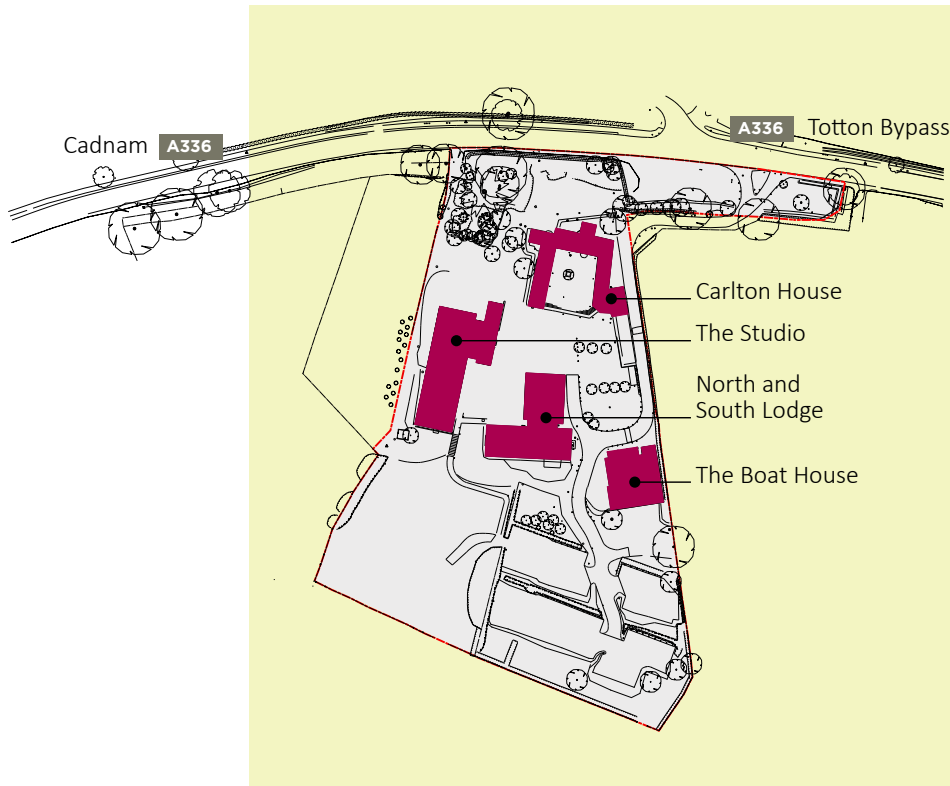 Cadnam A336
A336 Totton Bypass
Carlton House
The Studio
North and
South Lodge
The Boat House